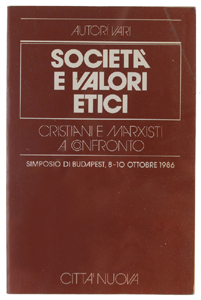 AUTORI VARI
SOCIETÀ
E VALORI
ETICI
CRISTIANI E MARXISTI
A CONFRONTO
SIMPOSIO DI BUDAPEST, 8-10 OTTOBRE 1986
CITTÀ NUOVA